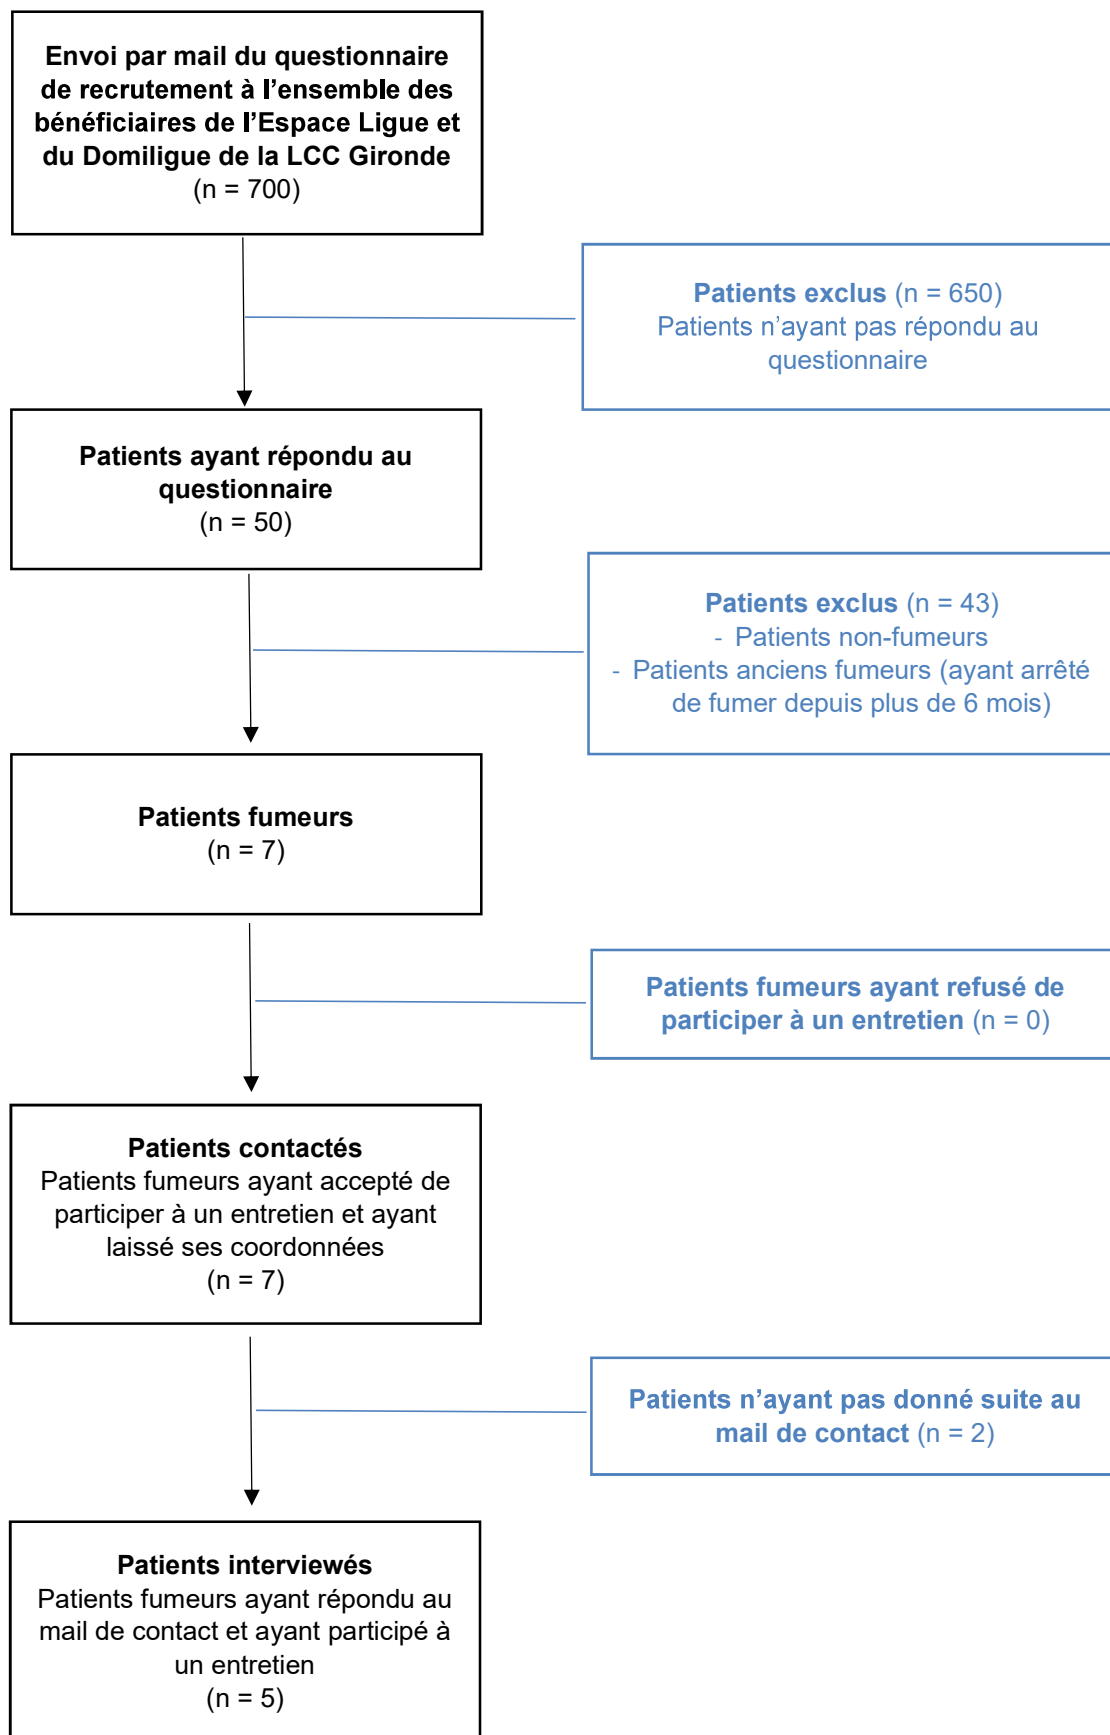 Envoi par mail du questionnaire
de recrutement à l’ensemble des
bénéficiaires de l’Espace Ligue et
du Domiligue de la LCC Gironde
(n = 700)
Patients exclus (n = 650)
Patients n’ayant pas répondu au
questionnaire
Patients ayant répondu au
questionnaire
(n = 50)
Patients exclus (n = 43)
- Patients non-fumeurs
- Patients anciens fumeurs (ayant arrêté
de fumer depuis plus de 6 mois)
Patients fumeurs
(n = 7)
Patients fumeurs ayant refusé de
participer à un entretien (n = 0)
Patients contactés
Patients fumeurs ayant accepté de
participer à un entretien et ayant
laissé ses coordonnées
(n = 7)
Patients n’ayant pas donné suite au
mail de contact (n = 2)
Patients interviewés
Patients fumeurs ayant répondu au
mail de contact et ayant participé à
un entretien
(n = 5)